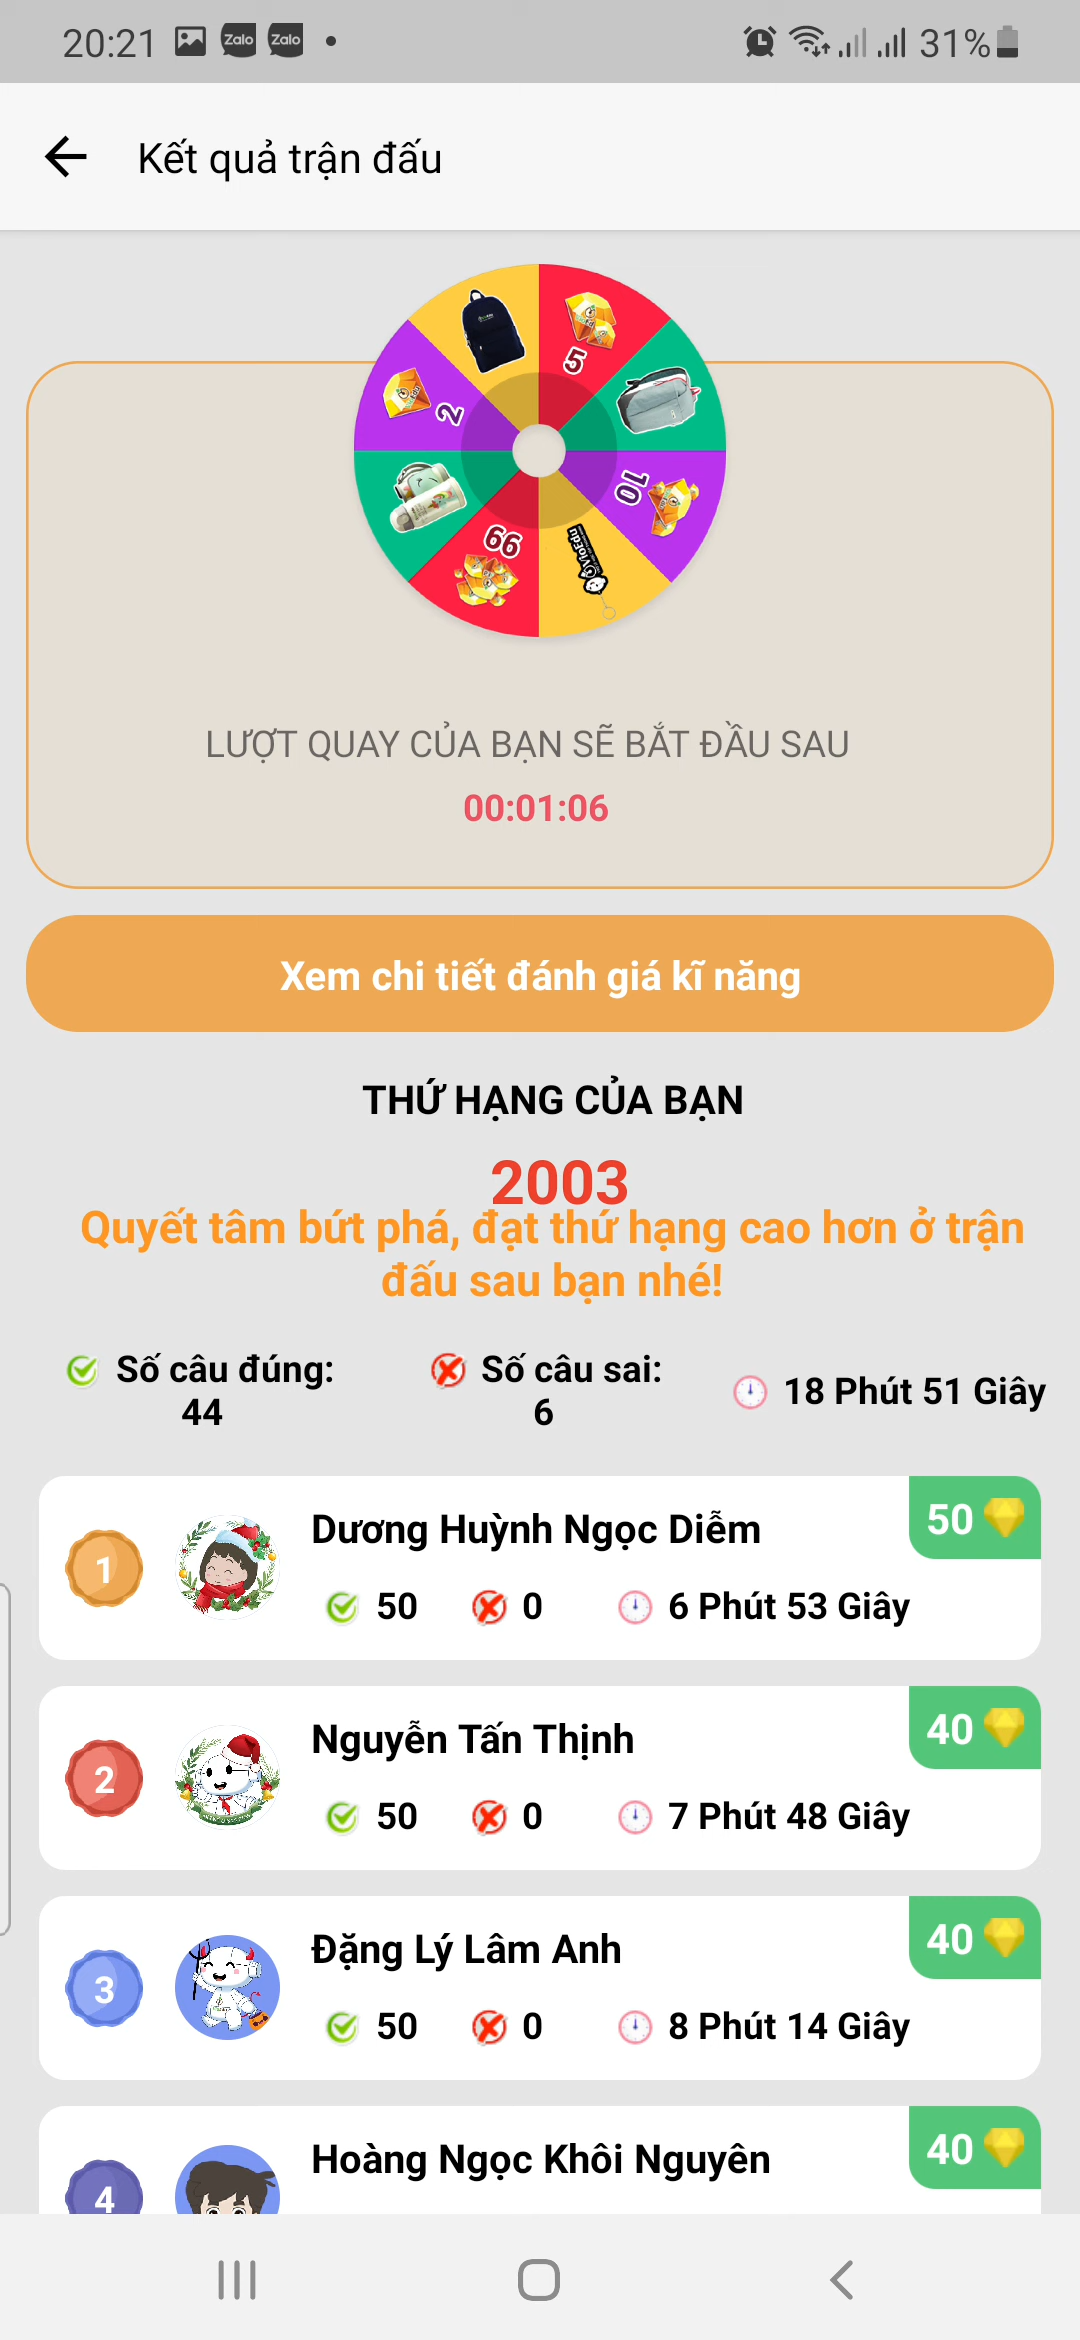 20:21 Zalo Zalo 31%
Kết quả trận đấu
5
2
10
99
VioEdu
LƯỢT QUAY CỦA BẠN SẼ BẮT ĐẦU SAU
00:01:06
Xem chi tiết đánh giá kĩ năng
THỨ HẠNG CỦA BẠN
2003
Quyết tâm bứt phá, đạt thứ hạng cao hơn ở trận
đấu sau bạn nhé!
Số câu đúng: Số câu sai:
18 Phút 51 Giây
44 6
Dương Huỳnh Ngọc Diễm 50
1
50 0 6 Phút 53 Giây
Nguyễn Tấn Thịnh 40
2
50 0 7 Phút 48 Giây
Đặng Lý Lâm Anh 40
3
50 0 8 Phút 14 Giây
Hoàng Ngọc Khôi Nguyên 40
4